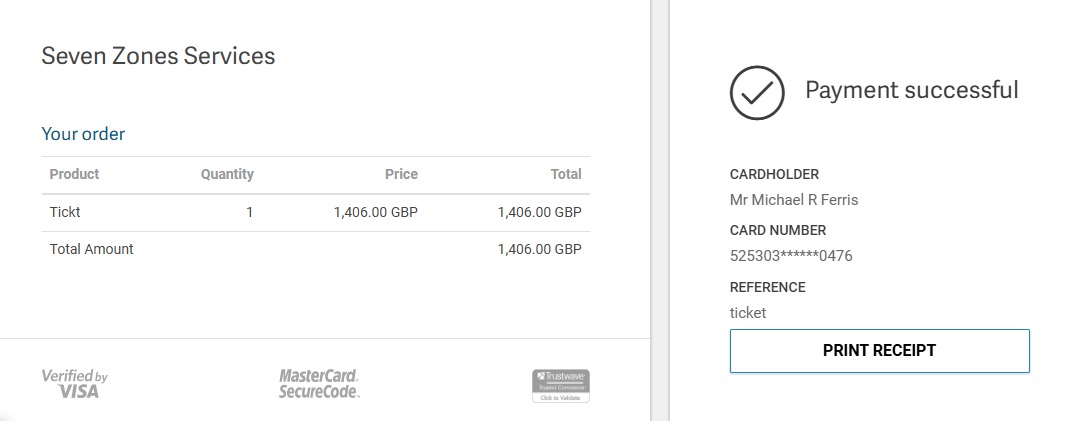 Seven Zones Services
Your order
Product Quantity Price Total
Tickt 1 1,406.00 GBP 1,406.00 GBP
Total Amount 1,406.00 GBP
Verified by
VISA
MasterCard.
SecureCode.
Trustwave
Trusted Commerce
Click to Validate
Payment successful
CARDHOLDER
Mr Michael R Ferris
CARD NUMBER
525303******0476
REFERENCE
ticket
PRINT RECEIPT